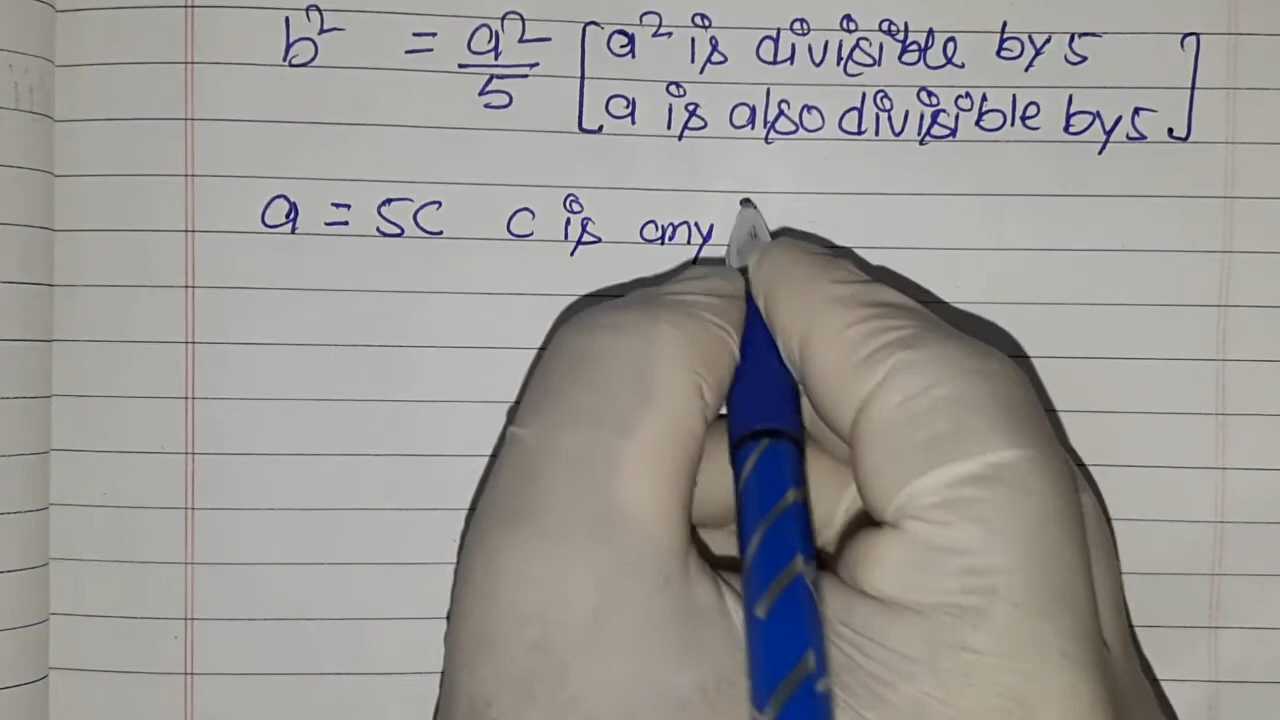 b² = a²/5 [a² is divisible by 5
a is also divisible by 5]
a = 5c c is any